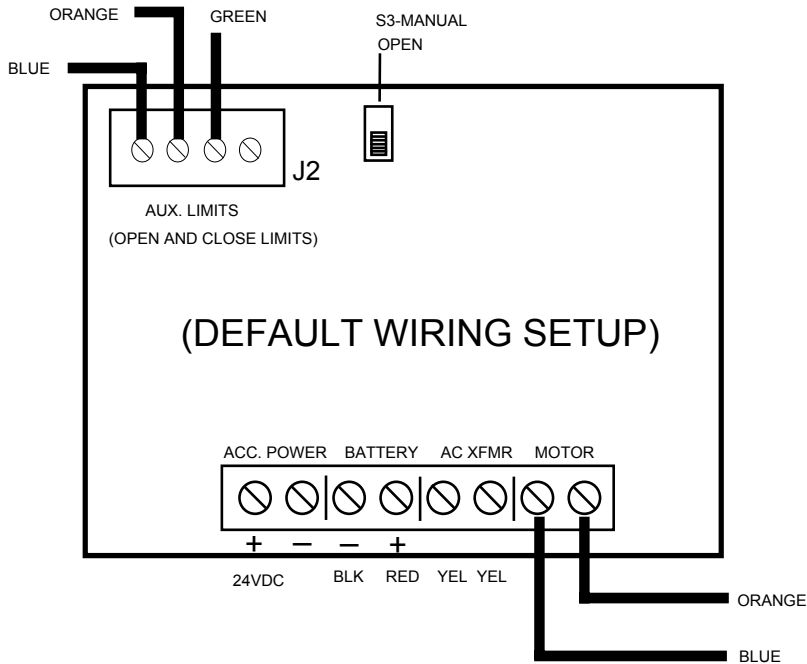 ORANGE GREEN S3-MANUAL
OPEN
BLUE
J2
AUX. LIMITS
(OPEN AND CLOSE LIMITS)
(DEFAULT WIRING SETUP)
ACC. POWER BATTERY AC XFMR MOTOR
+ − − +
24VDC BLK RED YEL YEL
ORANGE
BLUE